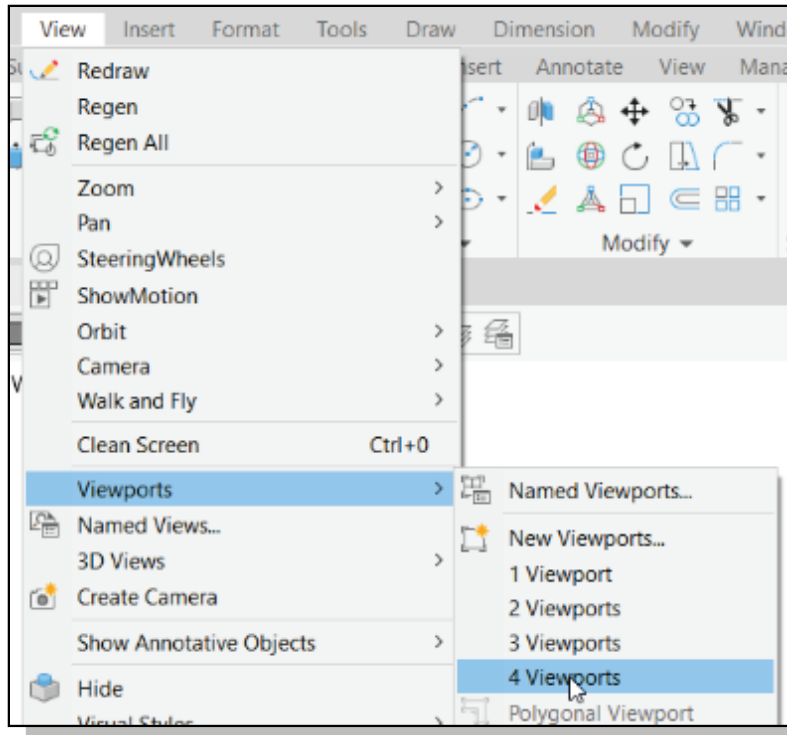 View Insert Format Tools Draw Dimension Modify
Annotate View
Redraw
Regen
Regen All
Zoom
Pan
SteeringWheels
ShowMotion
Orbit
Camera
Walk and Fly
Clean Screen Ctrl+0
Viewports
Named Views...
3D Views
Create Camera
Show Annotative Objects
Hide
Visual Styles
Modify
Named Viewports...
New Viewports...
1 Viewport
2 Viewports
3 Viewports
4 Viewports
Polygonal Viewport